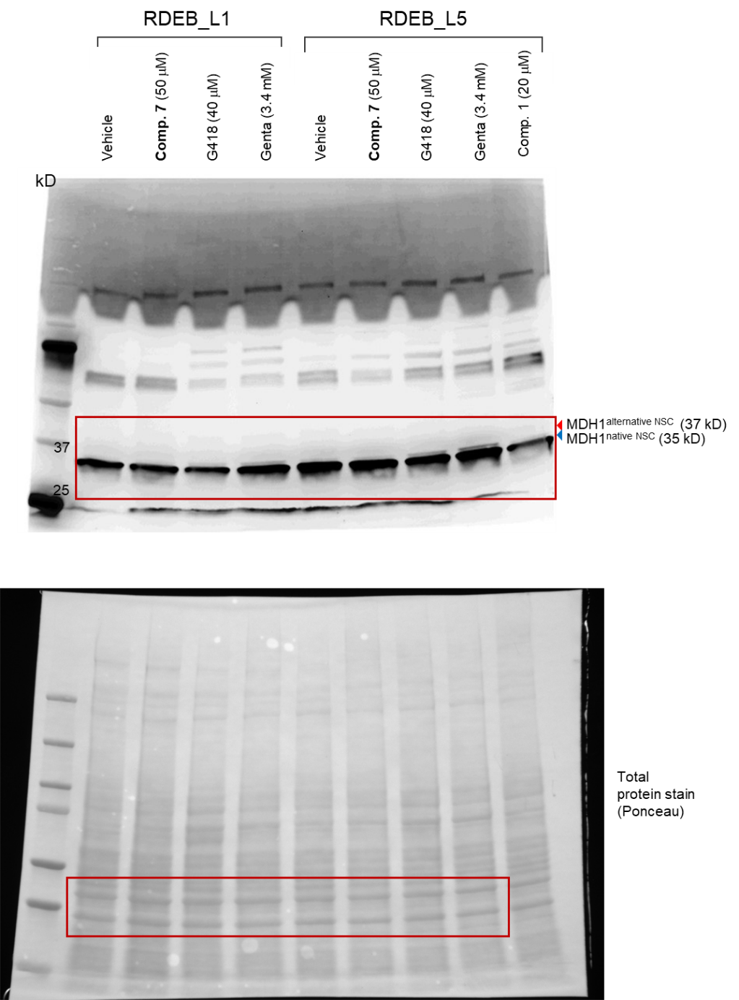 RDEB_L1 RDEB_L5
Vehicle
Comp. 7 (50 μM)
G418 (40 μM)
Genta (3.4 mM)
Vehicle
Comp. 7 (50 μM)
G418 (40 μM)
Genta (3.4 mM)
Comp. 1 (20 μM)
kD
MDH1alternative NSC (37 kD)
MDH1native NSC (35 kD)
37
25
Total
protein stain
(Ponceau)